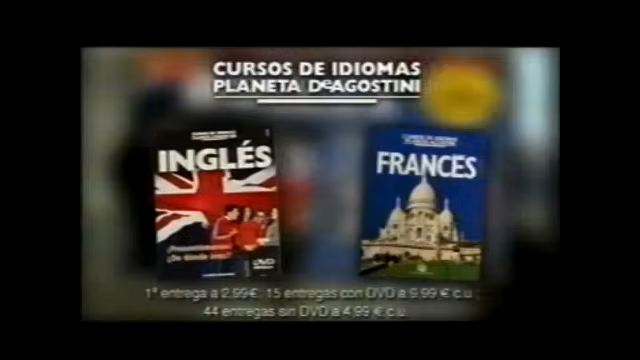 CURSOS DE IDIOMAS
PLANETA DeAGOSTINI
INGLÉS
DVD
FRANCES
1ª entrega a 2,99€; 15 entregas con DVD a 9,99 € c.u.;
44 entregas sin DVD a 4,99 € c.u.